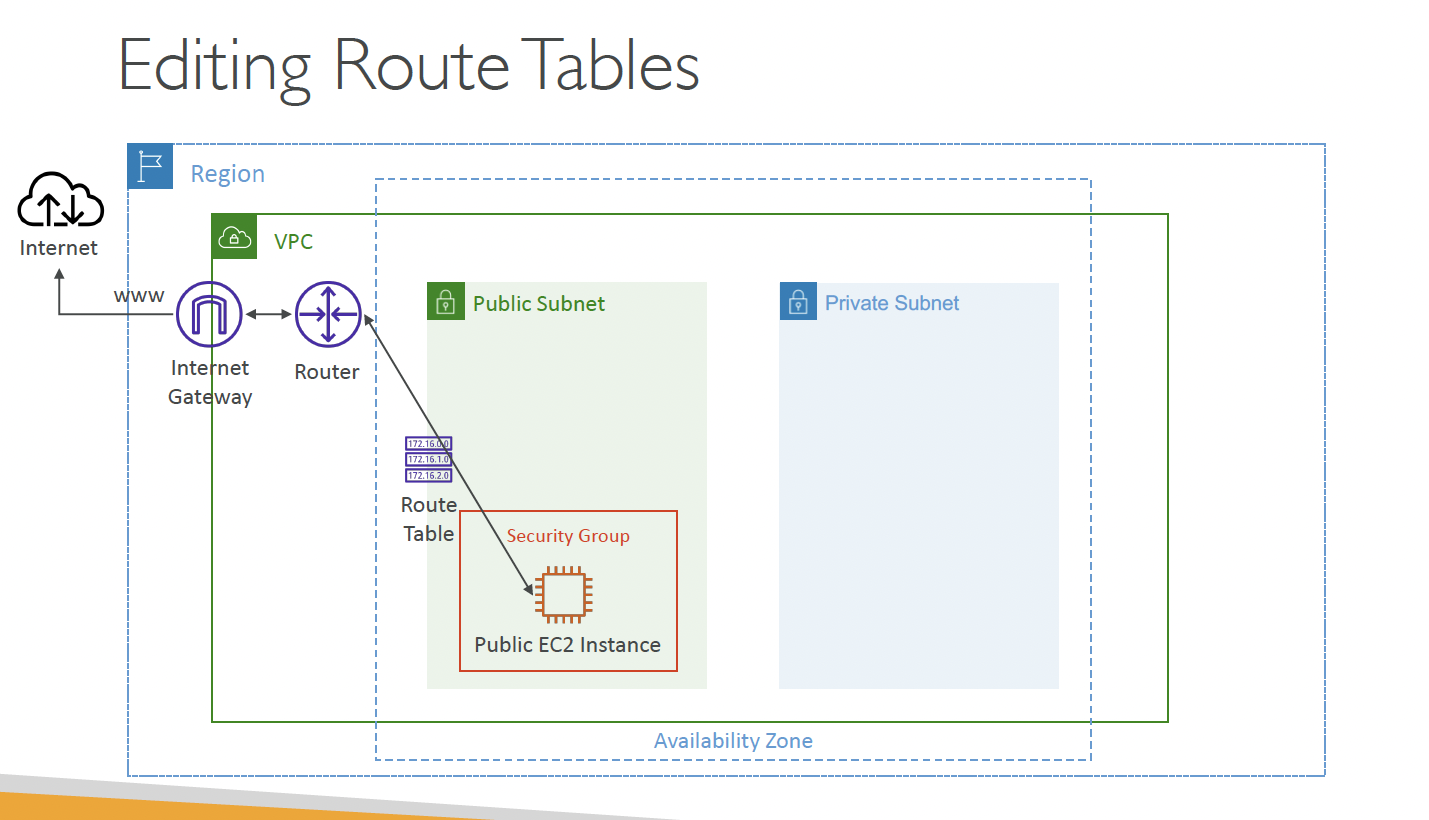 Editing Route Tables
Region
Internet
VPC
www
Public Subnet
Private Subnet
Internet
Gateway
Router
172.16.0.0
172.16.1.0
172.16.2.0
Route
Table
Security Group
Public EC2 Instance
Availability Zone